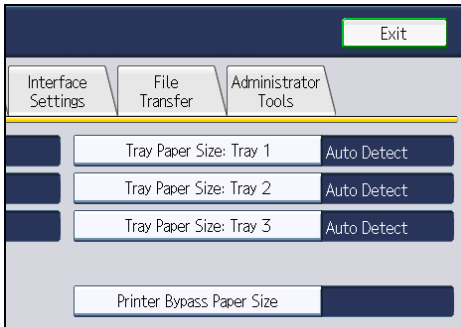 Exit
Interface Settings
File Transfer
Administrator Tools
Tray Paper Size: Tray 1 Auto Detect
Tray Paper Size: Tray 2 Auto Detect
Tray Paper Size: Tray 3 Auto Detect
Printer Bypass Paper Size